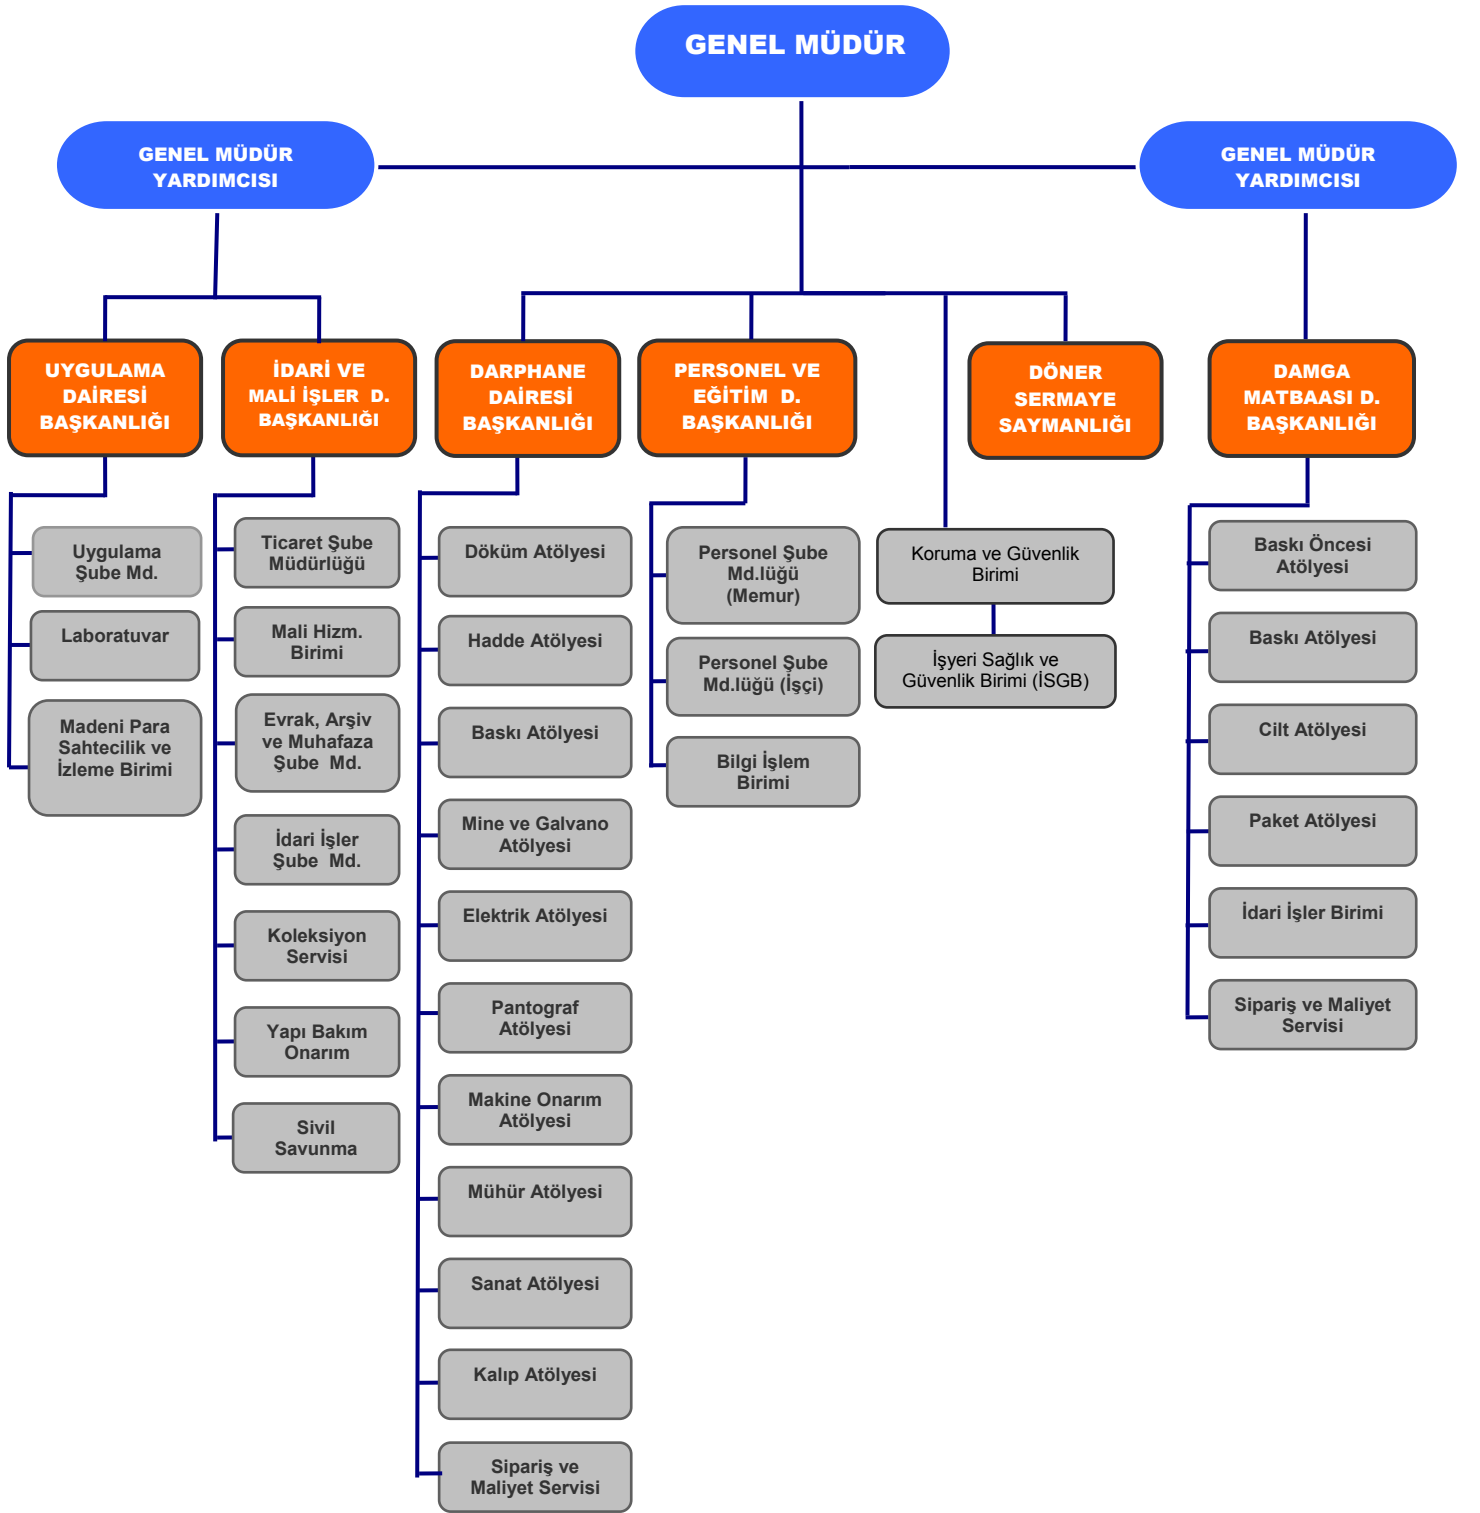 GENEL MÜDÜR
GENEL MÜDÜR
YARDIMCISI
GENEL MÜDÜR
YARDIMCISI
UYGULAMA
DAİRESİ
BAŞKANLIĞI
İDARİ VE
MALİ İŞLER D.
BAŞKANLIĞI
DARPHANE
DAİRESİ
BAŞKANLIĞI
PERSONEL VE
EĞİTİM D.
BAŞKANLIĞI
DÖNER
SERMAYE
SAYMANLIĞI
DAMGA
MATBAASI D.
BAŞKANLIĞI
Uygulama
Şube Md.
Laboratuvar
Madeni Para
Sahtecilik ve
İzleme Birimi
Ticaret Şube
Müdürlüğü
Mali Hizm.
Birimi
Evrak, Arşiv
ve Muhafaza
Şube Md.
İdari İşler
Şube Md.
Koleksiyon
Servisi
Yapı Bakım
Onarım
Sivil
Savunma
Döküm Atölyesi
Hadde Atölyesi
Baskı Atölyesi
Mine ve Galvano
Atölyesi
Elektrik Atölyesi
Pantograf
Atölyesi
Makine Onarım
Atölyesi
Mühür Atölyesi
Sanat Atölyesi
Kalıp Atölyesi
Sipariş ve
Maliyet Servisi
Personel Şube
Md.lüğü
(Memur)
Personel Şube
Md.lüğü (İşçi)
Bilgi İşlem
Birimi
Koruma ve Güvenlik
Birimi
İşyeri Sağlık ve
Güvenlik Birimi (İSGB)
Baskı Öncesi
Atölyesi
Baskı Atölyesi
Cilt Atölyesi
Paket Atölyesi
İdari İşler Birimi
Sipariş ve Maliyet
Servisi